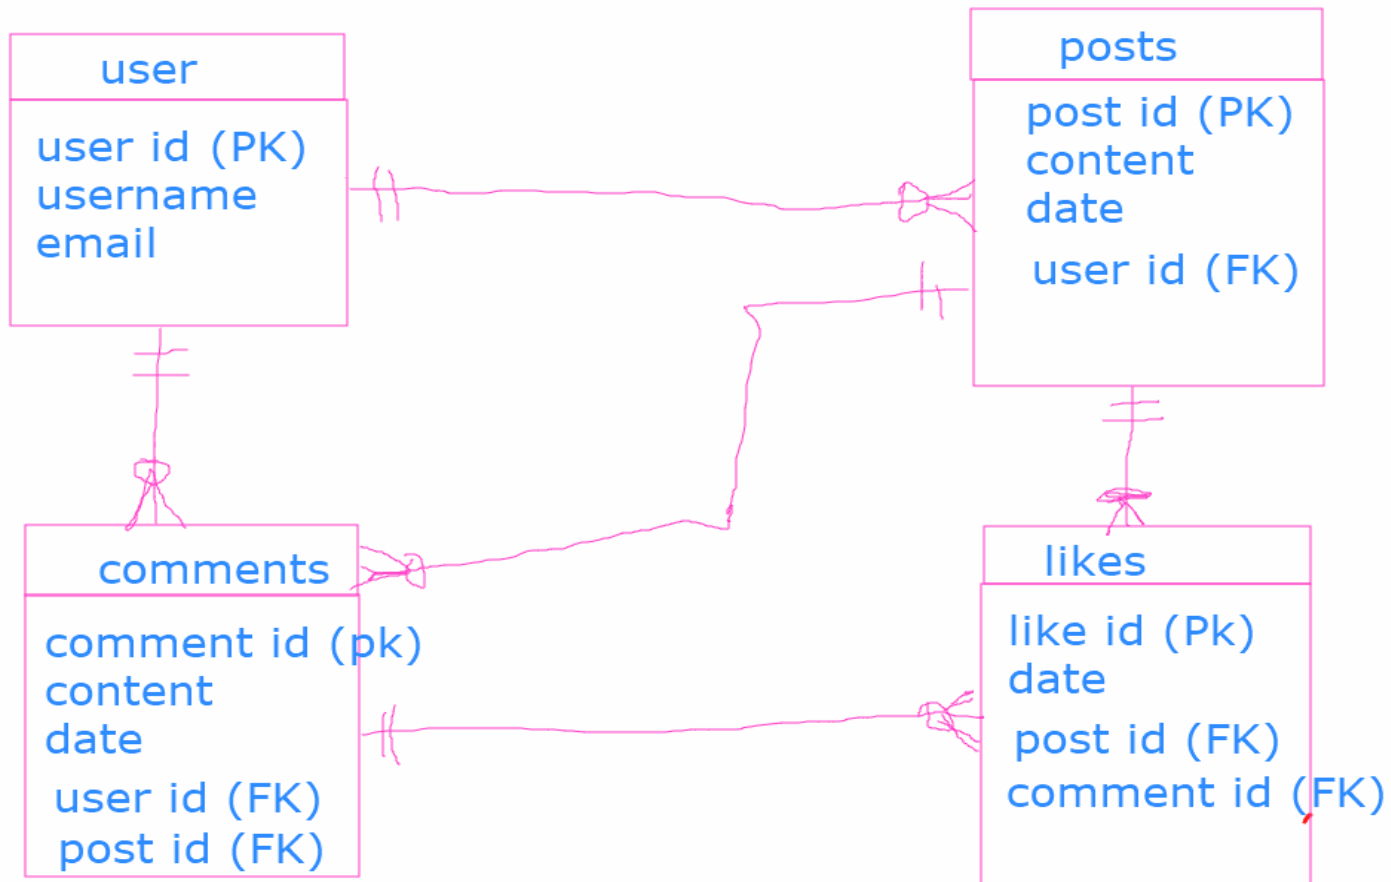 user
user id (PK)
username
email
posts
post id (PK)
content
date
user id (FK)
comments
comment id (pk)
content
date
user id (FK)
post id (FK)
likes
like id (Pk)
date
post id (FK)
comment id (FK)